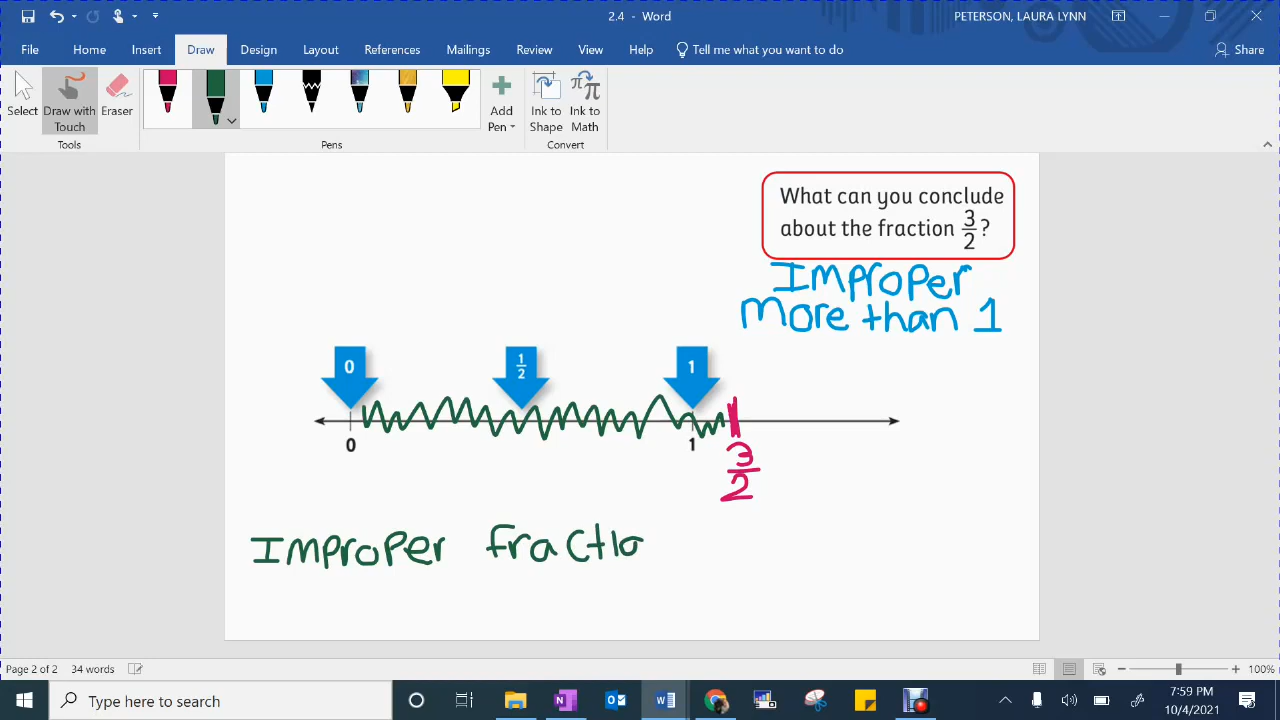 2.4 - Word
PETERSON, LAURA LYNN
File Home Insert Draw Design Layout References Mailings Review View Help Tell me what you want to do Share
Select Draw with Touch Eraser Add Pen Ink to Shape Ink to Math
Tools Pens Convert
What can you conclude
about the fraction 3/2?
Improper
more than 1
0 1/2 1
0 1
3/2
Improper fractio
Page 2 of 2 34 words 100%
Type here to search
7:59 PM
10/4/2021